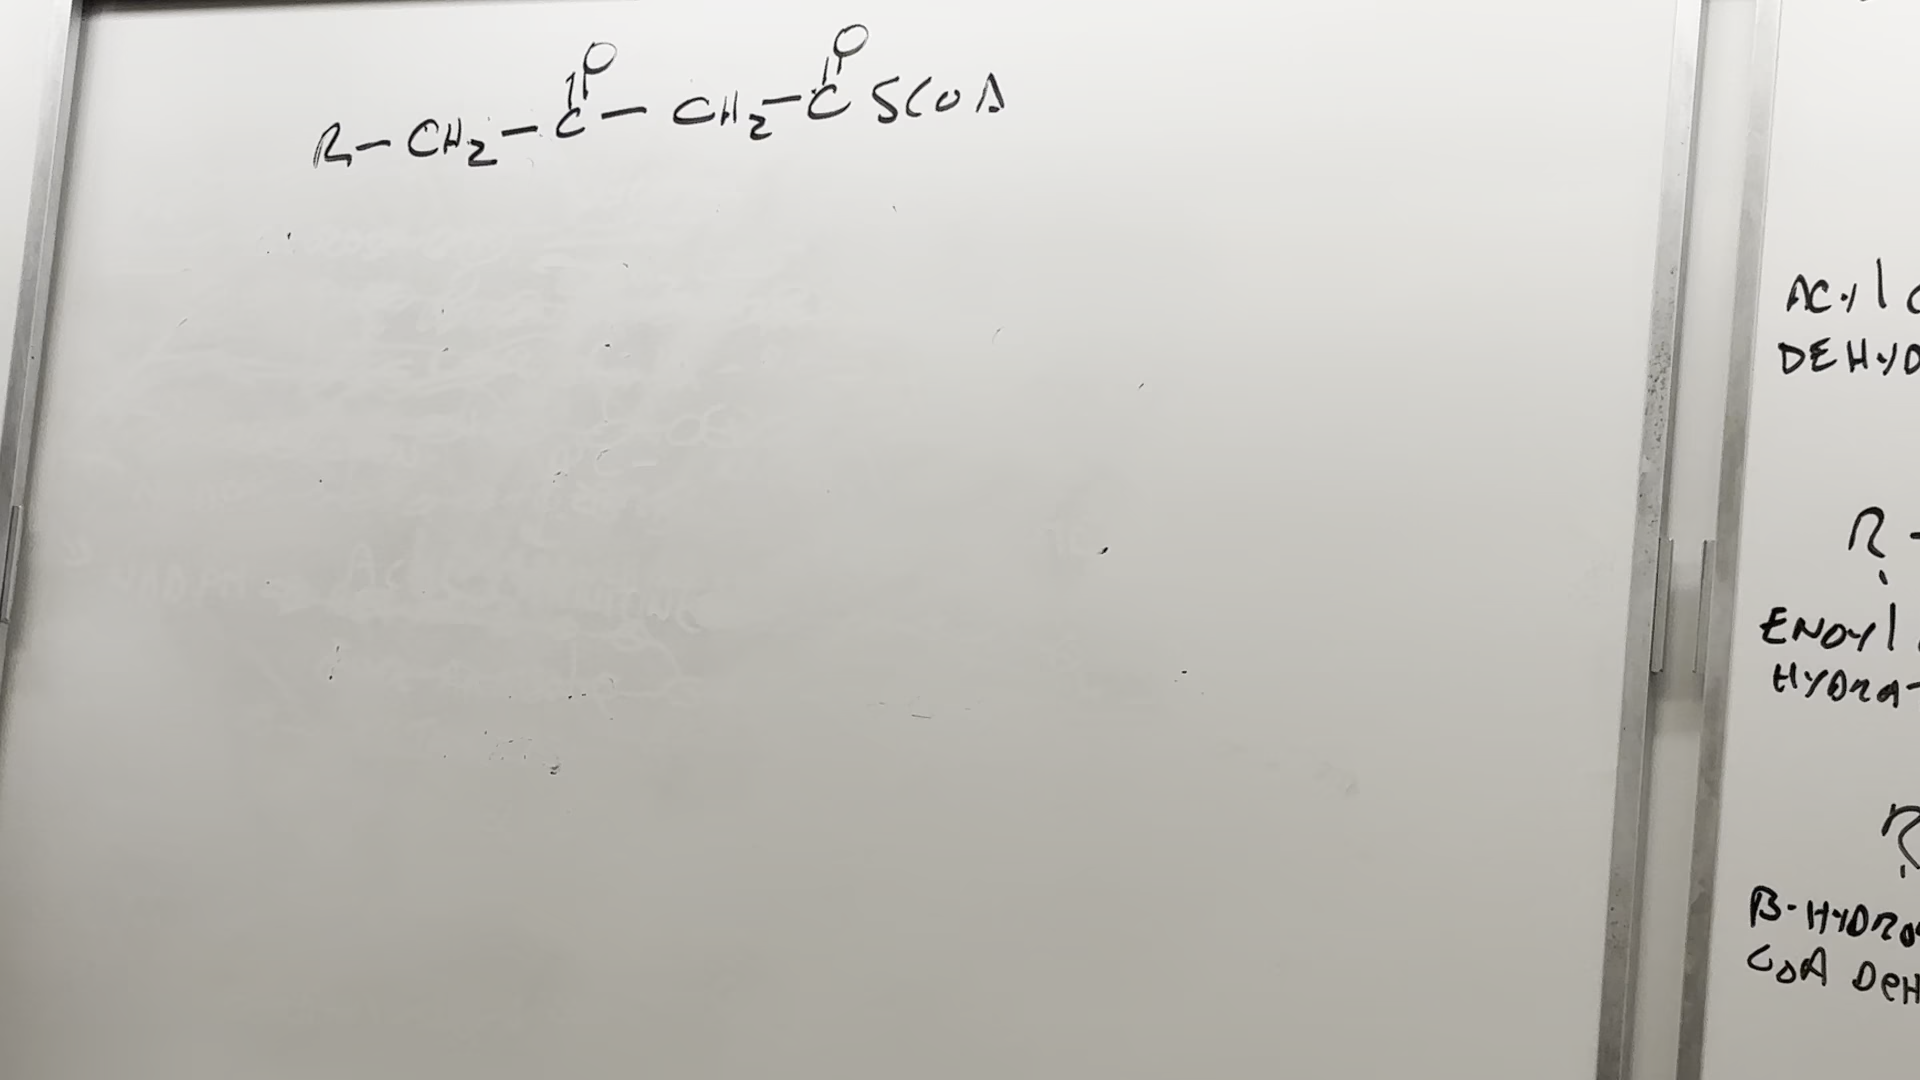 O O
R-CH2-C-CH2-C SCOA
ACYl C
DEHYD
R-
ENOYl
HYDRA-
R
B-HYDRO
COA DEH